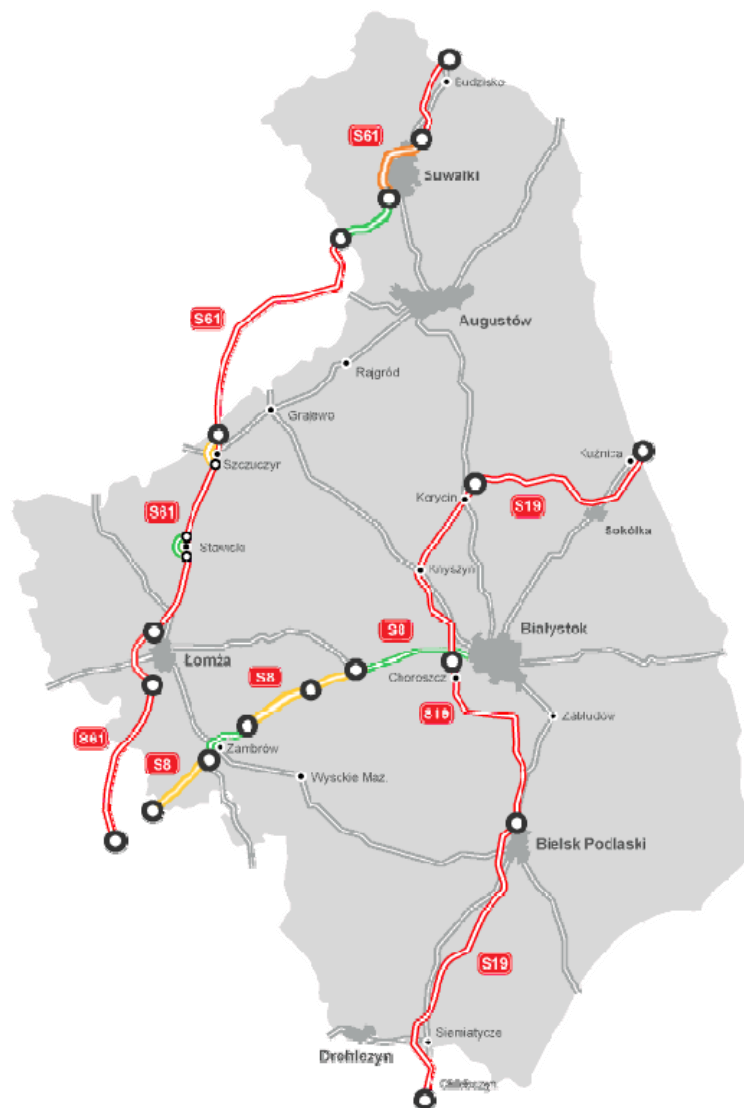 Budzisko
S61
Suwałki
S61
Augustów
Rajgród
Grajewo
Szczuczyn
Kuźnica
Korycin
S19
Sokółka
S61
Stawiski
Knyszyn
S8
Białystok
Łomża
S8
Choroszcz
S19
Zabłudów
S61
Zambrów
S8
Wysokie Maz.
Bielsk Podlaski
S19
Siemiatycze
Drohiczyn